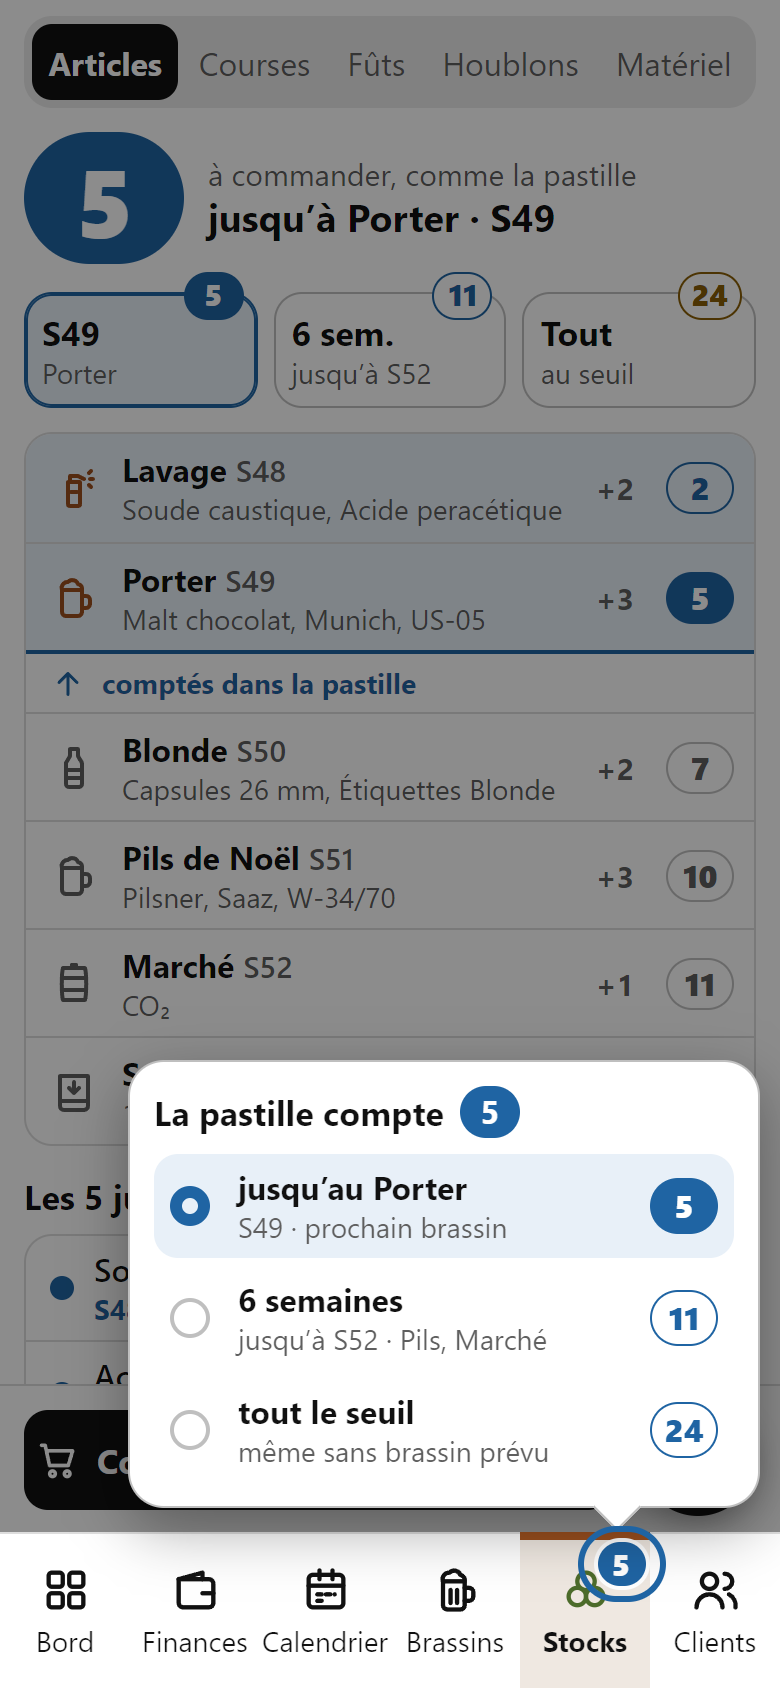 Articles Courses Fûts Houblons Matériel
5
à commander, comme la pastille
jusqu’à Porter · S49
5
S49
Porter
11
6 sem.
jusqu’à S52
24
Tout
au seuil
Lavage S48
Soude caustique, Acide peracétique
+2
2
Porter S49
Malt chocolat, Munich, US-05
+3
5
↑ comptés dans la pastille
Blonde S50
Capsules 26 mm, Étiquettes Blonde
+2
7
Pils de Noël S51
Pilsner, Saaz, W-34/70
+3
10
Marché S52
CO₂
+1
11
Les 5
La pastille compte 5
jusqu’au Porter
S49 · prochain brassin
5
6 semaines
jusqu’à S52 · Pils, Marché
11
tout le seuil
même sans brassin prévu
24
5
Bord Finances Calendrier Brassins Stocks Clients